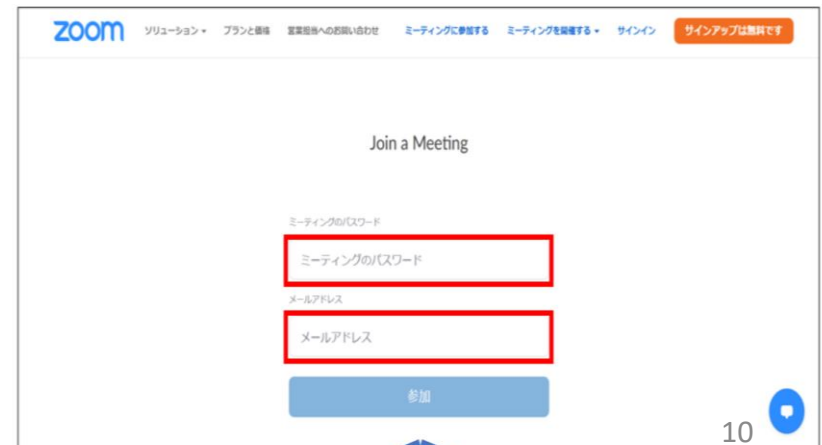 zoom ソリューション プランと価格 営業担当へのお問い合わせ ミーティングに参加する ミーティングを開催する サインイン サインアップは無料です
Join a Meeting
ミーティングのパスワード
ミーティングのパスワード
メールアドレス
メールアドレス
参加
10